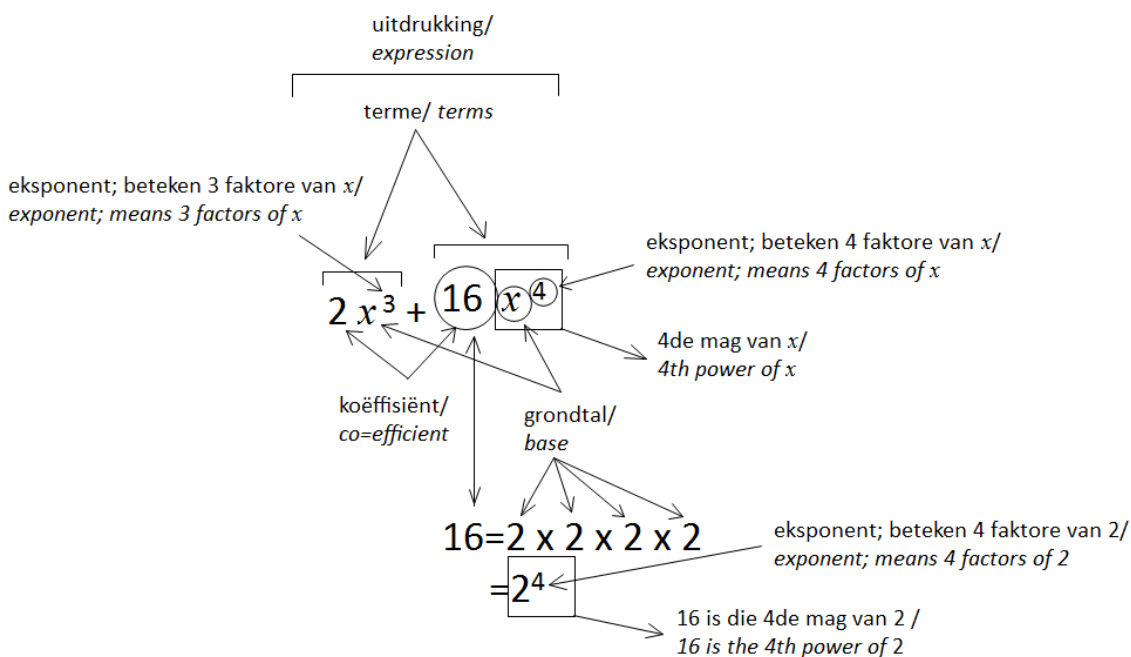 uitdrukking/
expression
terme/ terms
eksponent; beteken 3 faktore van x/
exponent; means 3 factors of x
eksponent; beteken 4 faktore van x/
exponent; means 4 factors of x
2 x³ + 16 x⁴
4de mag van x/
4th power of x
koëffisiënt/
co=efficient
grondtal/
base
16=2 x 2 x 2 x 2
=2⁴
eksponent; beteken 4 faktore van 2/
exponent; means 4 factors of 2
16 is die 4de mag van 2 /
16 is the 4th power of 2